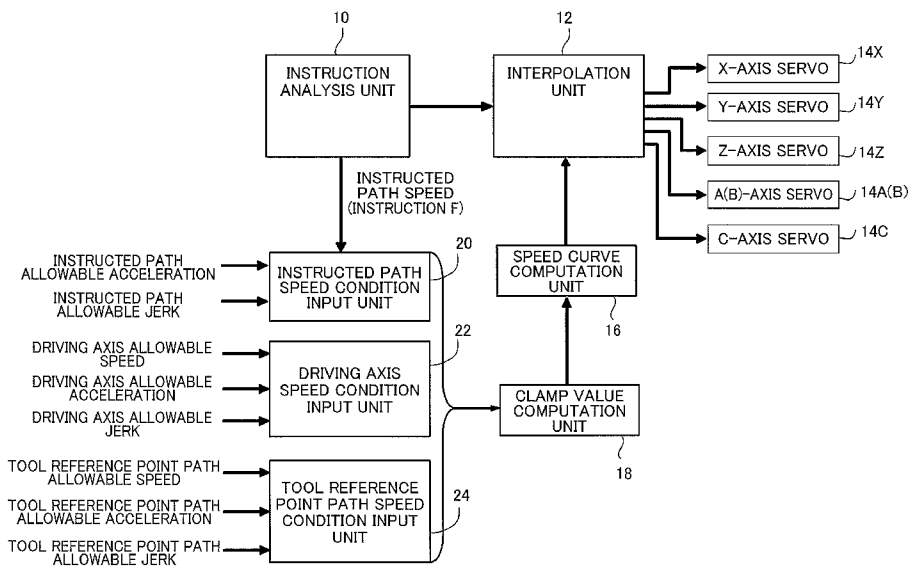 10
INSTRUCTION
ANALYSIS UNIT
12
INTERPOLATION
UNIT
X-AXIS SERVO
14X
Y-AXIS SERVO
14Y
Z-AXIS SERVO
14Z
A(B)-AXIS SERVO
14A(B)
C-AXIS SERVO
14C
INSTRUCTED
PATH SPEED
(INSTRUCTION F)
INSTRUCTED PATH
ALLOWABLE ACCELERATION
INSTRUCTED PATH
ALLOWABLE JERK
INSTRUCTED PATH
SPEED CONDITION
INPUT UNIT
20
SPEED CURVE
COMPUTATION
UNIT
16
DRIVING AXIS ALLOWABLE
SPEED
DRIVING AXIS ALLOWABLE
ACCELERATION
DRIVING AXIS ALLOWABLE
JERK
DRIVING AXIS
SPEED CONDITION
INPUT UNIT
22
CLAMP VALUE
COMPUTATION
UNIT
18
TOOL REFERENCE POINT PATH
ALLOWABLE SPEED
TOOL REFERENCE POINT PATH
ALLOWABLE ACCELERATION
TOOL REFERENCE POINT PATH
ALLOWABLE JERK
TOOL REFERENCE
POINT PATH SPEED
CONDITION INPUT
UNIT
24